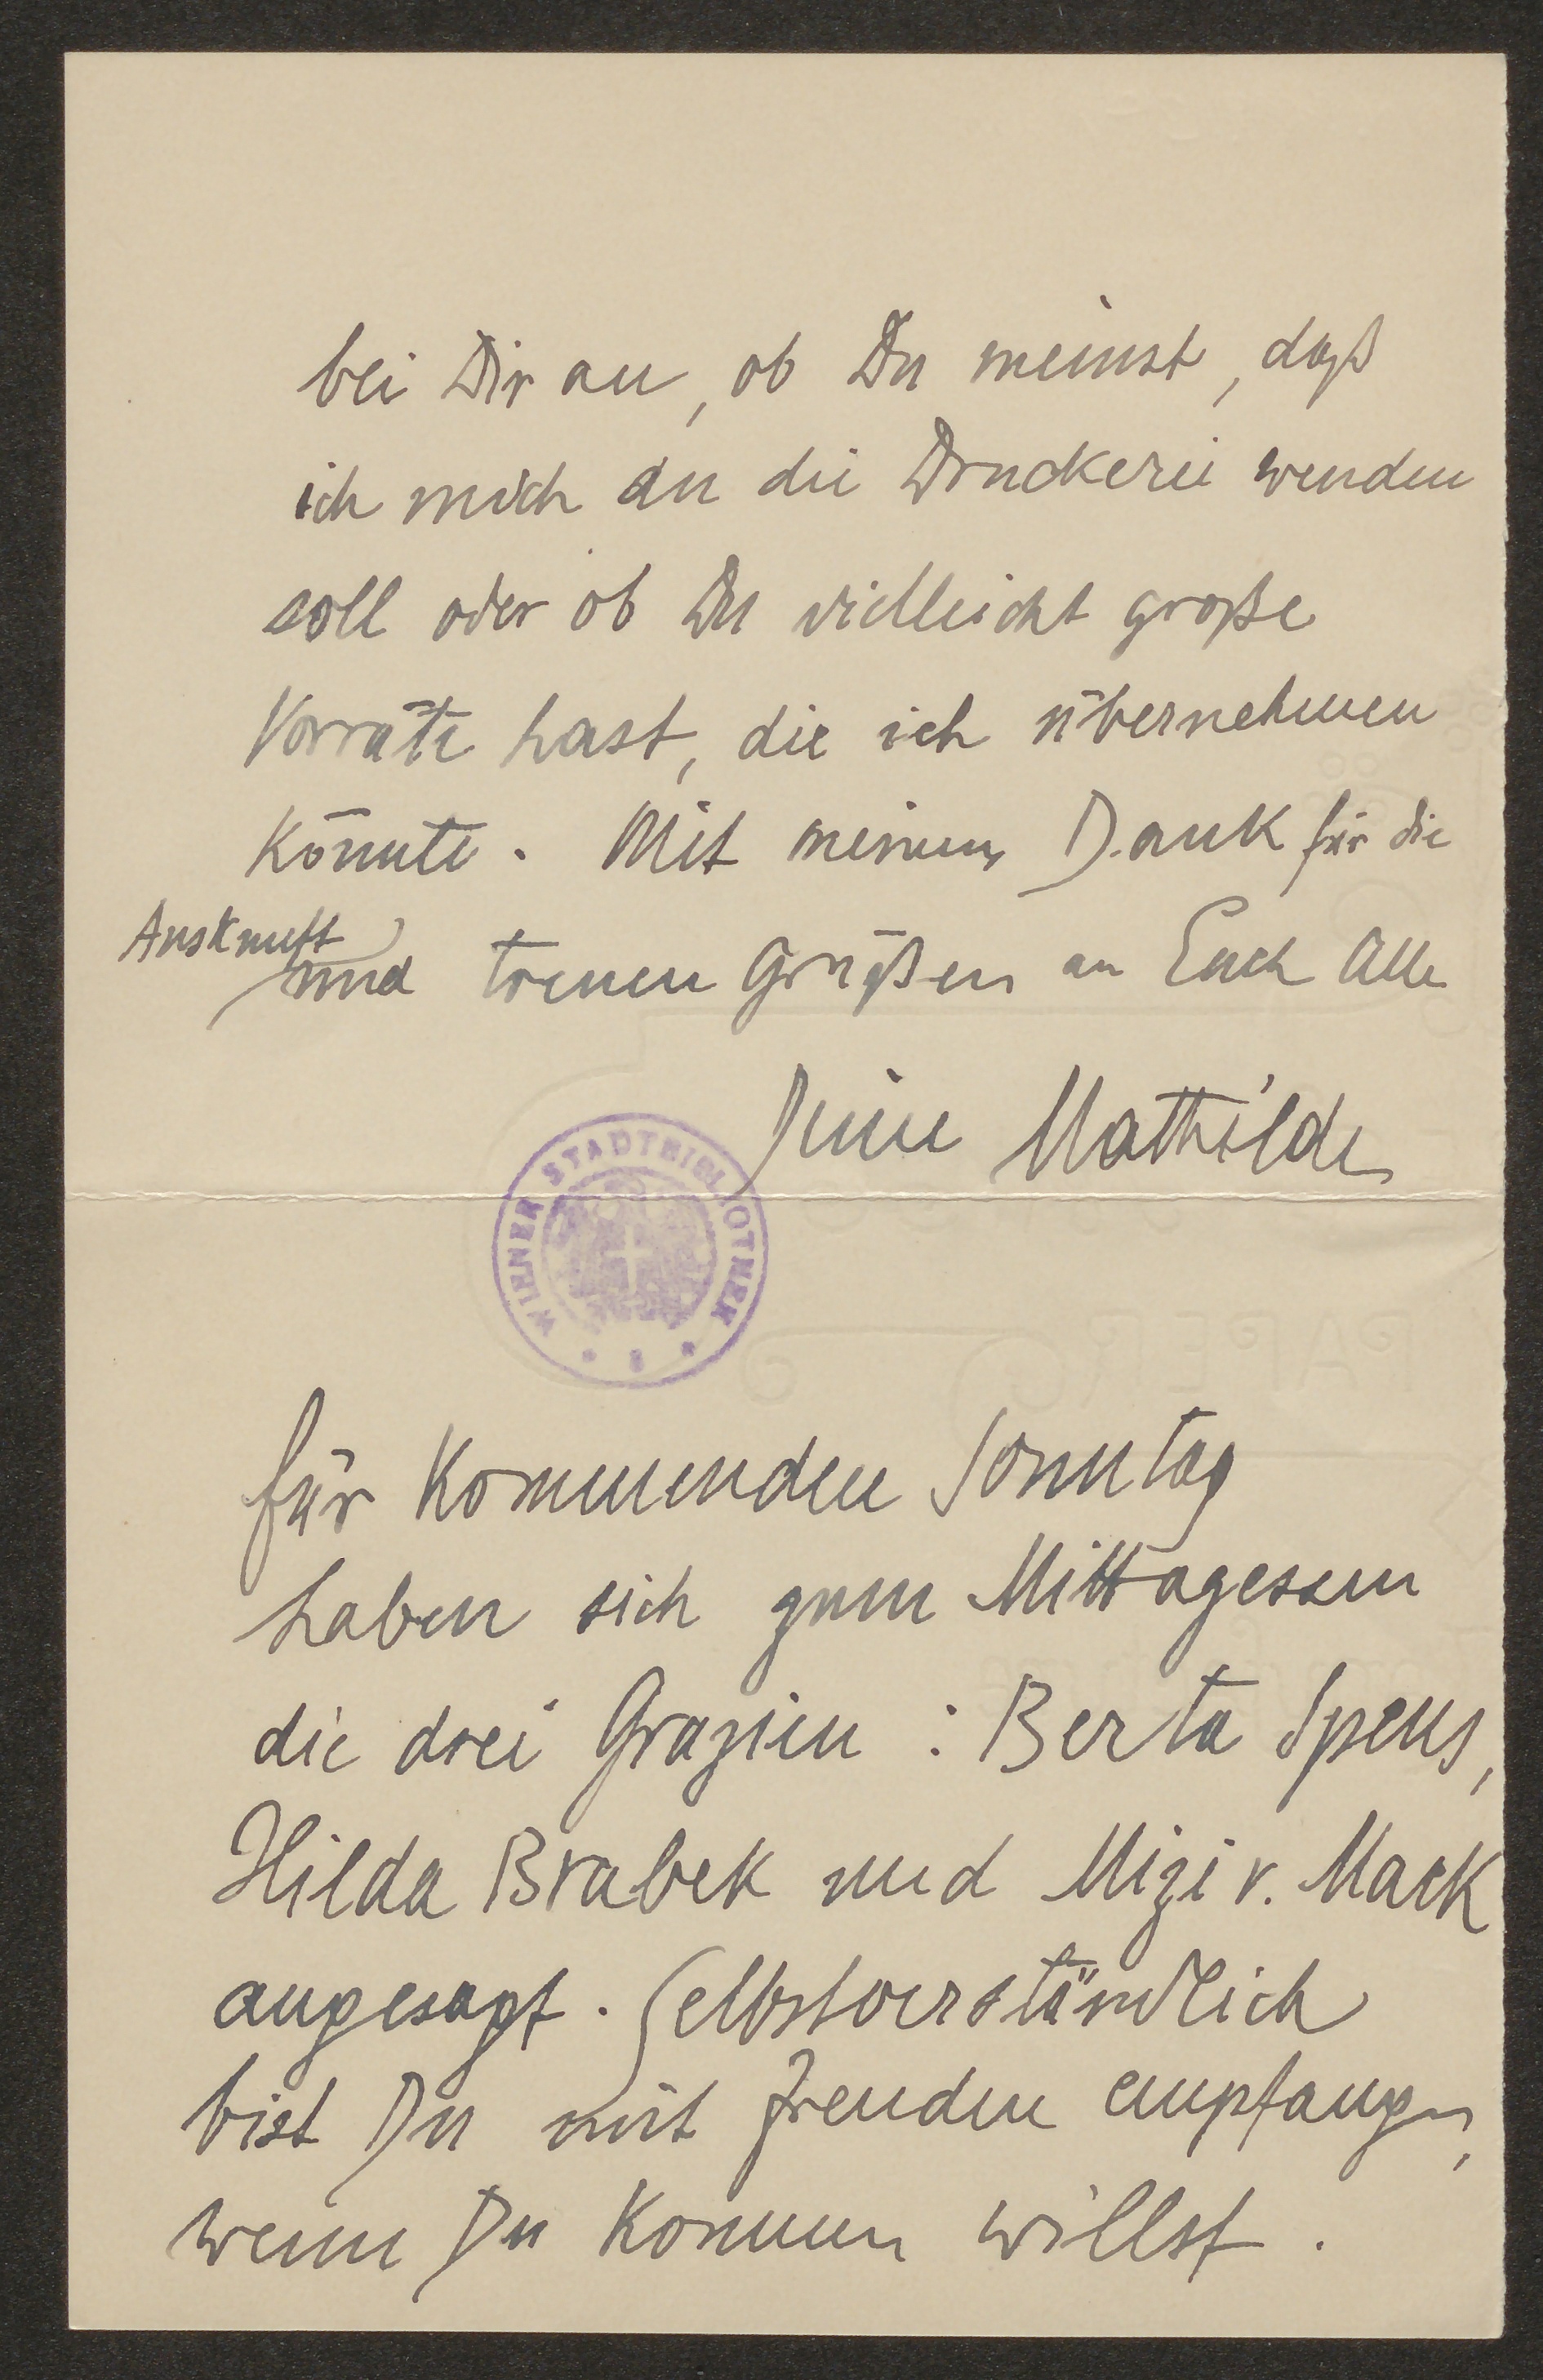 bei Dir an, ob Du meinst, daß
ich mich an die Druckerei wenden
soll oder ob Du vielleicht große
Vorräte hast, die ich übernehmen
könnte. Mit meinem Dank für die
Auskunft
und treuen Grüßen an Euch Alle
Deine Mathilde
WIENER STADTBIBLIOTHEK
für kommenden Sonntag
haben sich zum Mittagessen
die drei Grazien: Berta Spens,
Hilda Brabek und Mizi v. Mack
angesagt. Selbstverständlich
bist Du mit Freuden empfangen,
wenn Du kommen willst.